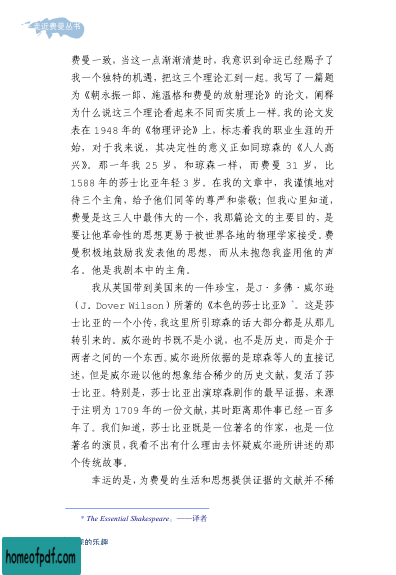 走近费曼丛书
费曼一致，当这一点渐渐清楚时，我意识到命运已经赐予了
我一个独特的机遇，把这三个理论汇到一起。我写了一篇题
为《朝永振一郎、施温格和费曼的放射理论》的论文，阐释
为什么说这三个理论看起来不同而实质上一样。我的论文发
表在 1948 年的《物理评论》上，标志着我的职业生涯的开
始，对于我来说，其决定性的意义正如同琼森的《人人高
兴》。那一年我 25 岁，和琼森一样，而费曼 31 岁，比
1588 年的莎士比亚年轻 3 岁。在我的文章中，我谨慎地对
待三个主角，给予他们同等的尊严和崇敬；但我心里知道，
费曼是这三人中最伟大的一个，我那篇论文的主要目的，是
要让他革命性的思想更易于被世界各地的物理学家接受。费
曼积极地鼓励我发表他的思想，而从未抱怨我盗用他的声
名。他是我剧本中的主角。
我从英国带到美国来的一件珍宝，是J·多佛·威尔逊
（J. Dover Wilson）所著的《本色的莎士比亚》*。这是莎
士比亚的一个小传，我这里所引琼森的话大部分都是从那儿
转引来的。威尔逊的书既不是小说，也不是历史，而是介于
两者之间的一个东西。威尔逊所依据的是琼森等人的直接记
述，但是威尔逊以他的想象结合稀少的历史文献，复活了莎
士比亚。特别是，莎士比亚出演琼森剧作的最早证据，来源
于注明为 1709 年的一份文献，其时距离那件事已经一百多
年了。我们知道，莎士比亚既是一位著名的作家，也是一位
著名的演员，我看不出有什么理由去怀疑威尔逊所讲述的那
个传统故事。
幸运的是，为费曼的生活和思想提供证据的文献并不稀
* The Essential Shakespeare。——译者
的乐趣
homeofpdf.com